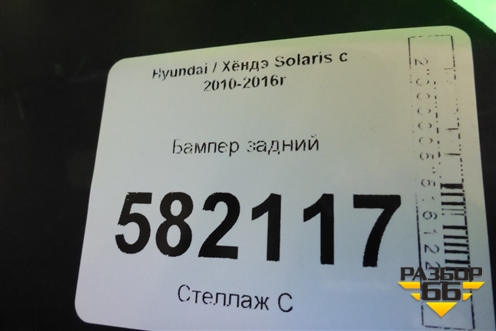 Hyundai / Хёндэ Solaris с
2010-2016г
Бампер задний
582117
Стеллаж С
РАЗБОР
66